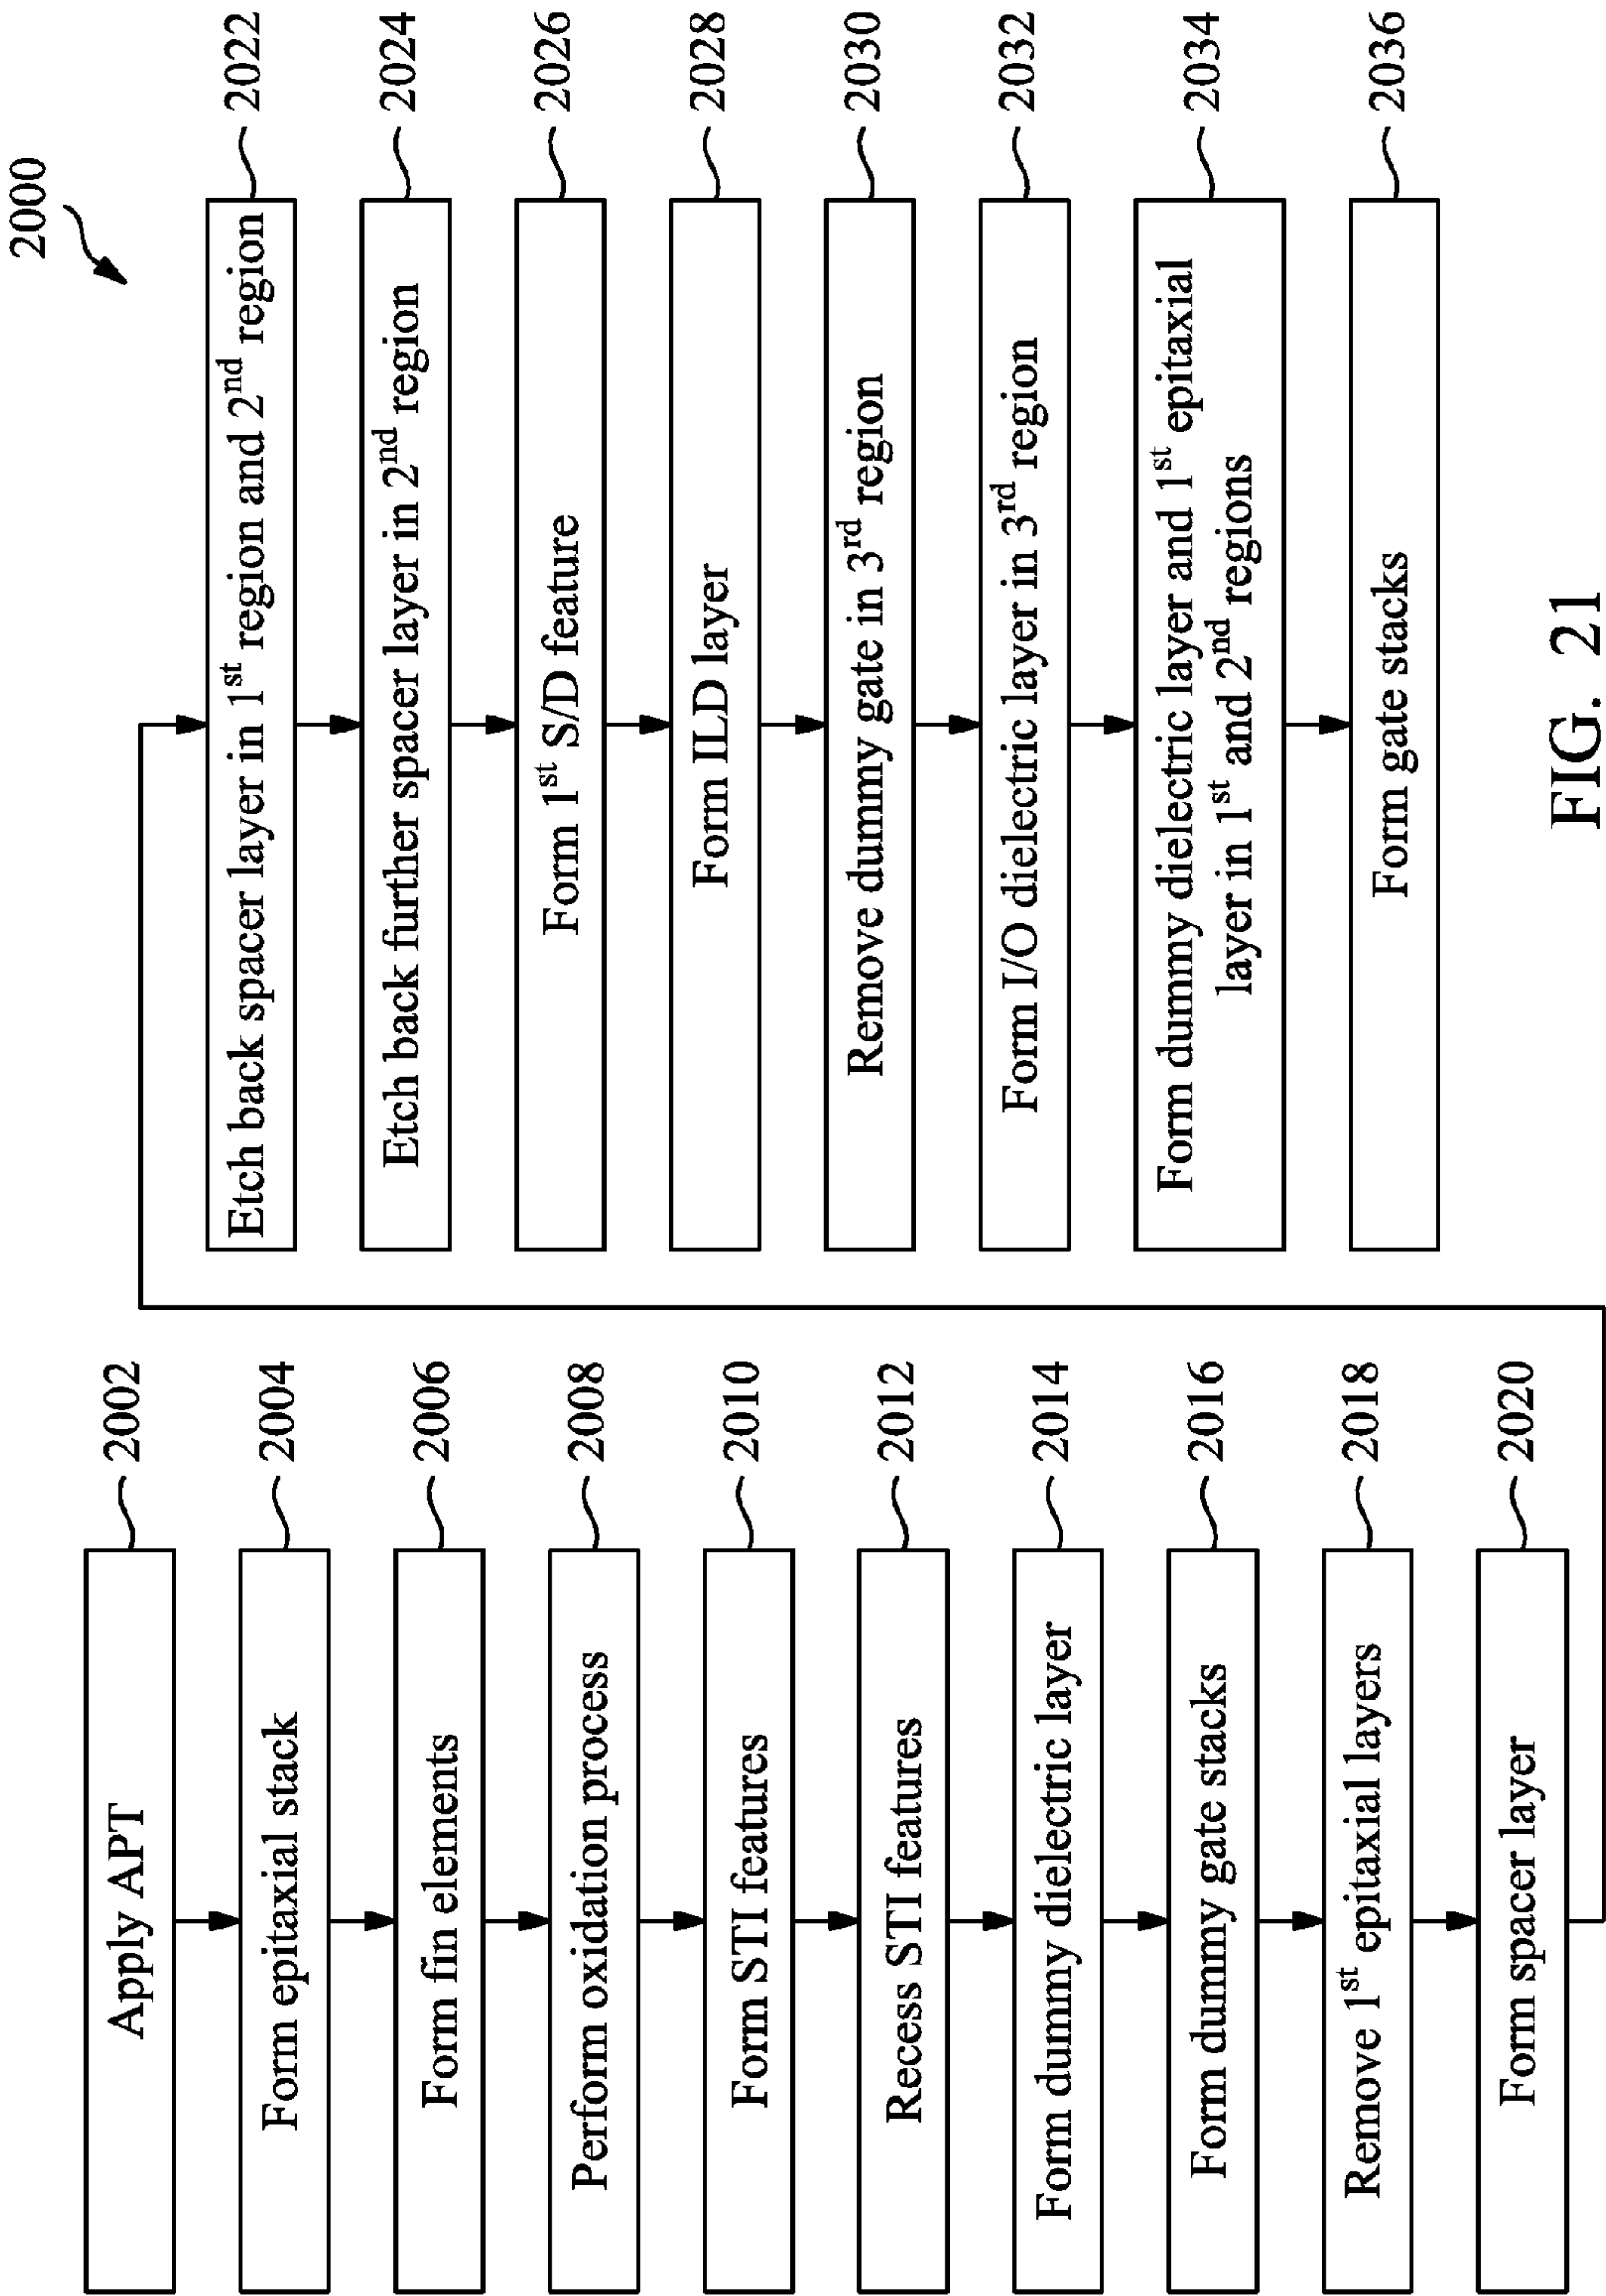 2000
Apply APT
2002
Form epitaxial stack
2004
Form fin elements
2006
Perform oxidation process
2008
Form STI features
2010
Recess STI features
2012
Form dummy dielectric layer
2014
Form dummy gate stacks
2016
Remove 1st epitaxial layers
2018
Form spacer layer
2020
Etch back spacer layer in 1st region and 2nd region
2022
Etch back further spacer layer in 2nd region
2024
Form 1st S/D feature
2026
Form ILD layer
2028
Remove dummy gate in 3rd region
2030
Form I/O dielectric layer in 3rd region
2032
Form dummy dielectric layer and 1st epitaxial
layer in 1st and 2nd regions
2034
Form gate stacks
2036
FIG. 21